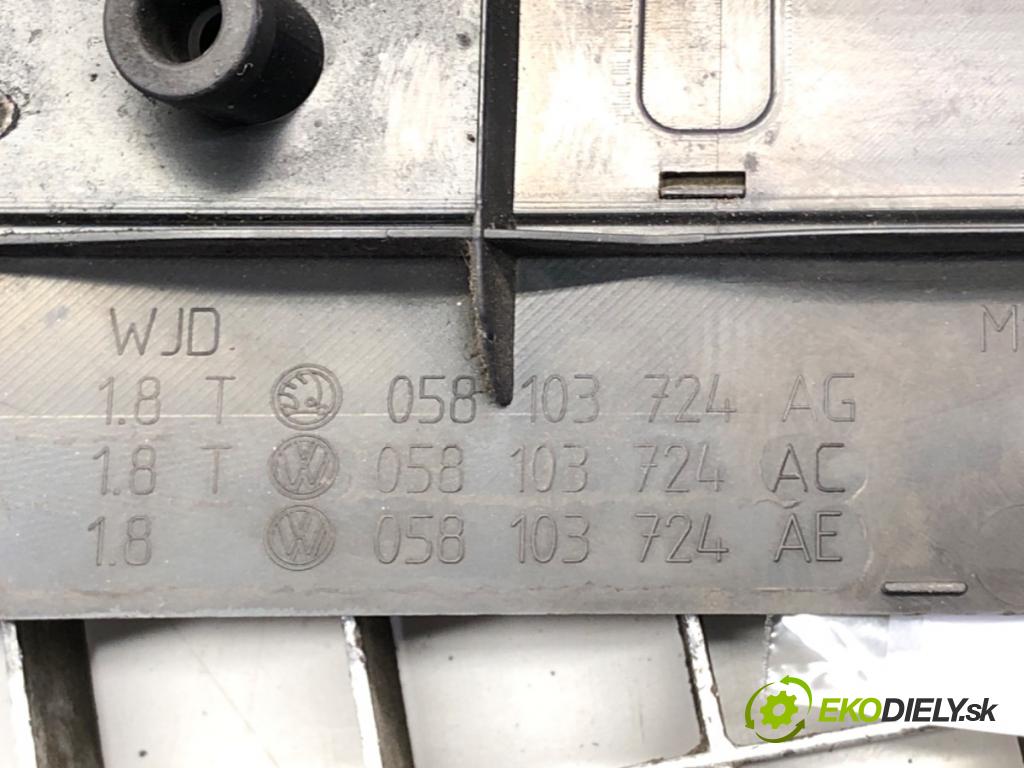 WJD.
M
1.8 T 058 103 724 AG
1.8 T 058 103 724 AC
1.8 058 103 724 AE
EKODIELY.sk